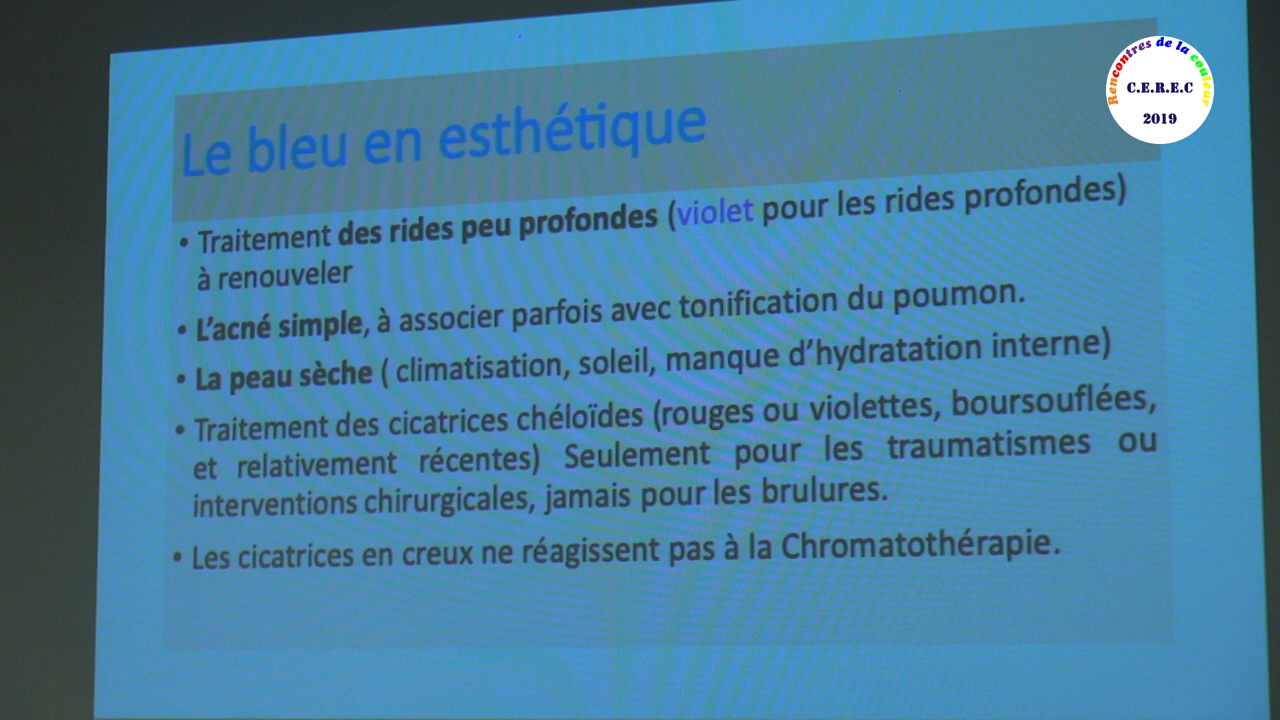 Rencontres de la couleur
C.E.R.E.C
2019
Le bleu en esthétique
• Traitement des rides peu profondes (violet pour les rides profondes)
à renouveler
• L'acné simple, à associer parfois avec tonification du poumon.
• La peau sèche ( climatisation, soleil, manque d'hydratation interne)
• Traitement des cicatrices chéloïdes (rouges ou violettes, boursouflées,
et relativement récentes) Seulement pour les traumatismes ou
interventions chirurgicales, jamais pour les brulures.
• Les cicatrices en creux ne réagissent pas à la Chromatothérapie.